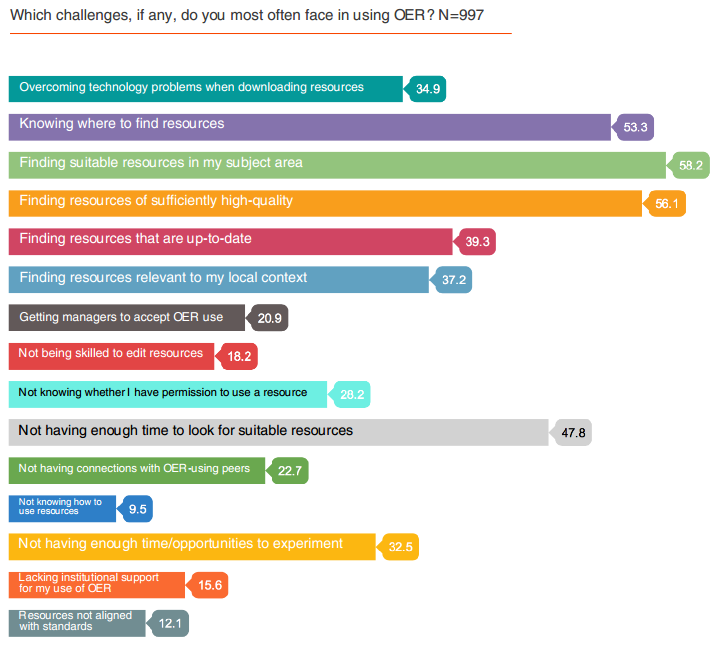 Which challenges, if any, do you most often face in using OER? N=997
Overcoming technology problems when downloading resources 34.9
Knowing where to find resources 53.3
Finding suitable resources in my subject area 58.2
Finding resources of sufficiently high-quality 56.1
Finding resources that are up-to-date 39.3
Finding resources relevant to my local context 37.2
Getting managers to accept OER use 20.9
Not being skilled to edit resources 18.2
Not knowing whether I have permission to use a resource 28.2
Not having enough time to look for suitable resources 47.8
Not having connections with OER-using peers 22.7
Not knowing how to
use resources 9.5
Not having enough time/opportunities to experiment 32.5
Lacking institutional support
for my use of OER 15.6
Resources not aligned
with standards 12.1